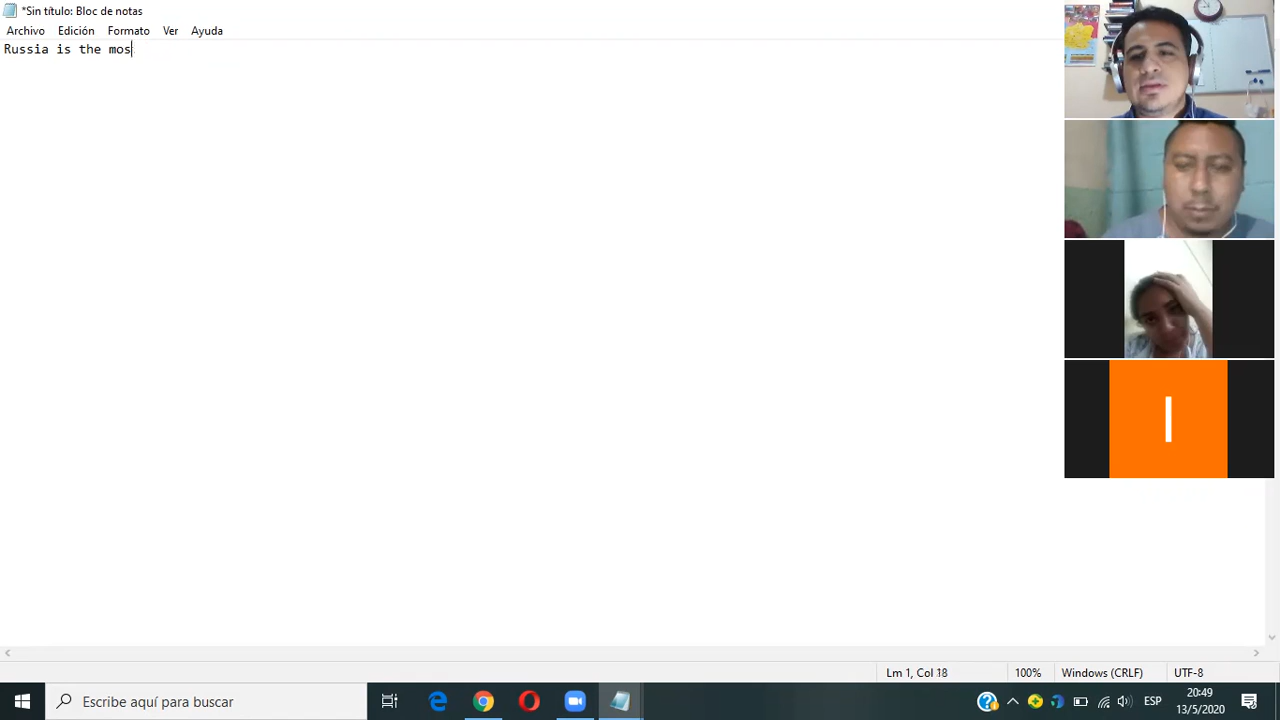 *Sin título: Bloc de notas
Archivo Edición Formato Ver Ayuda
Russia is the mos
I
Lm 1, Col 18 100% Windows (CRLF) UTF-8
Escribe aquí para buscar
ESP
20:49
13/5/2020